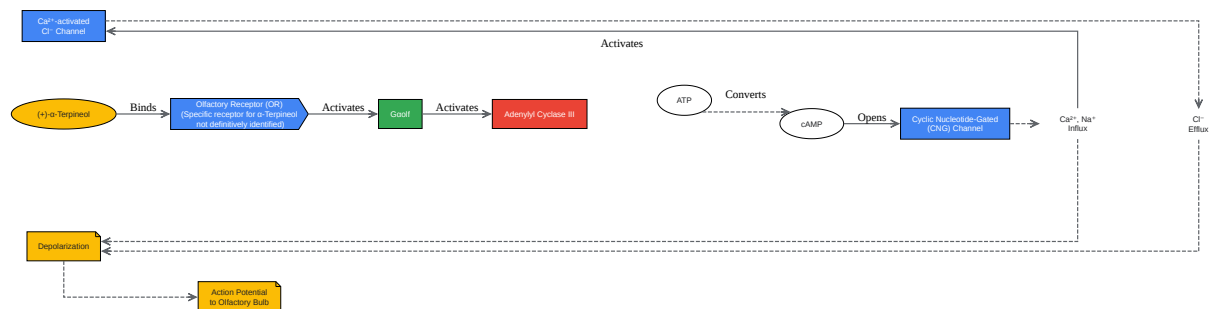 Ca²⁺-activated
Cl⁻ Channel
Activates
(+)-α-Terpineol
Binds
Olfactory Receptor (OR)
(Specific receptor for α-Terpineol
not definitively identified)
Activates
Gαolf
Activates
Adenylyl Cyclase III
ATP
Converts
cAMP
Opens
Cyclic Nucleotide-Gated
(CNG) Channel
Ca²⁺, Na⁺
Influx
Cl⁻
Efflux
Depolarization
Action Potential
to Olfactory Bulb